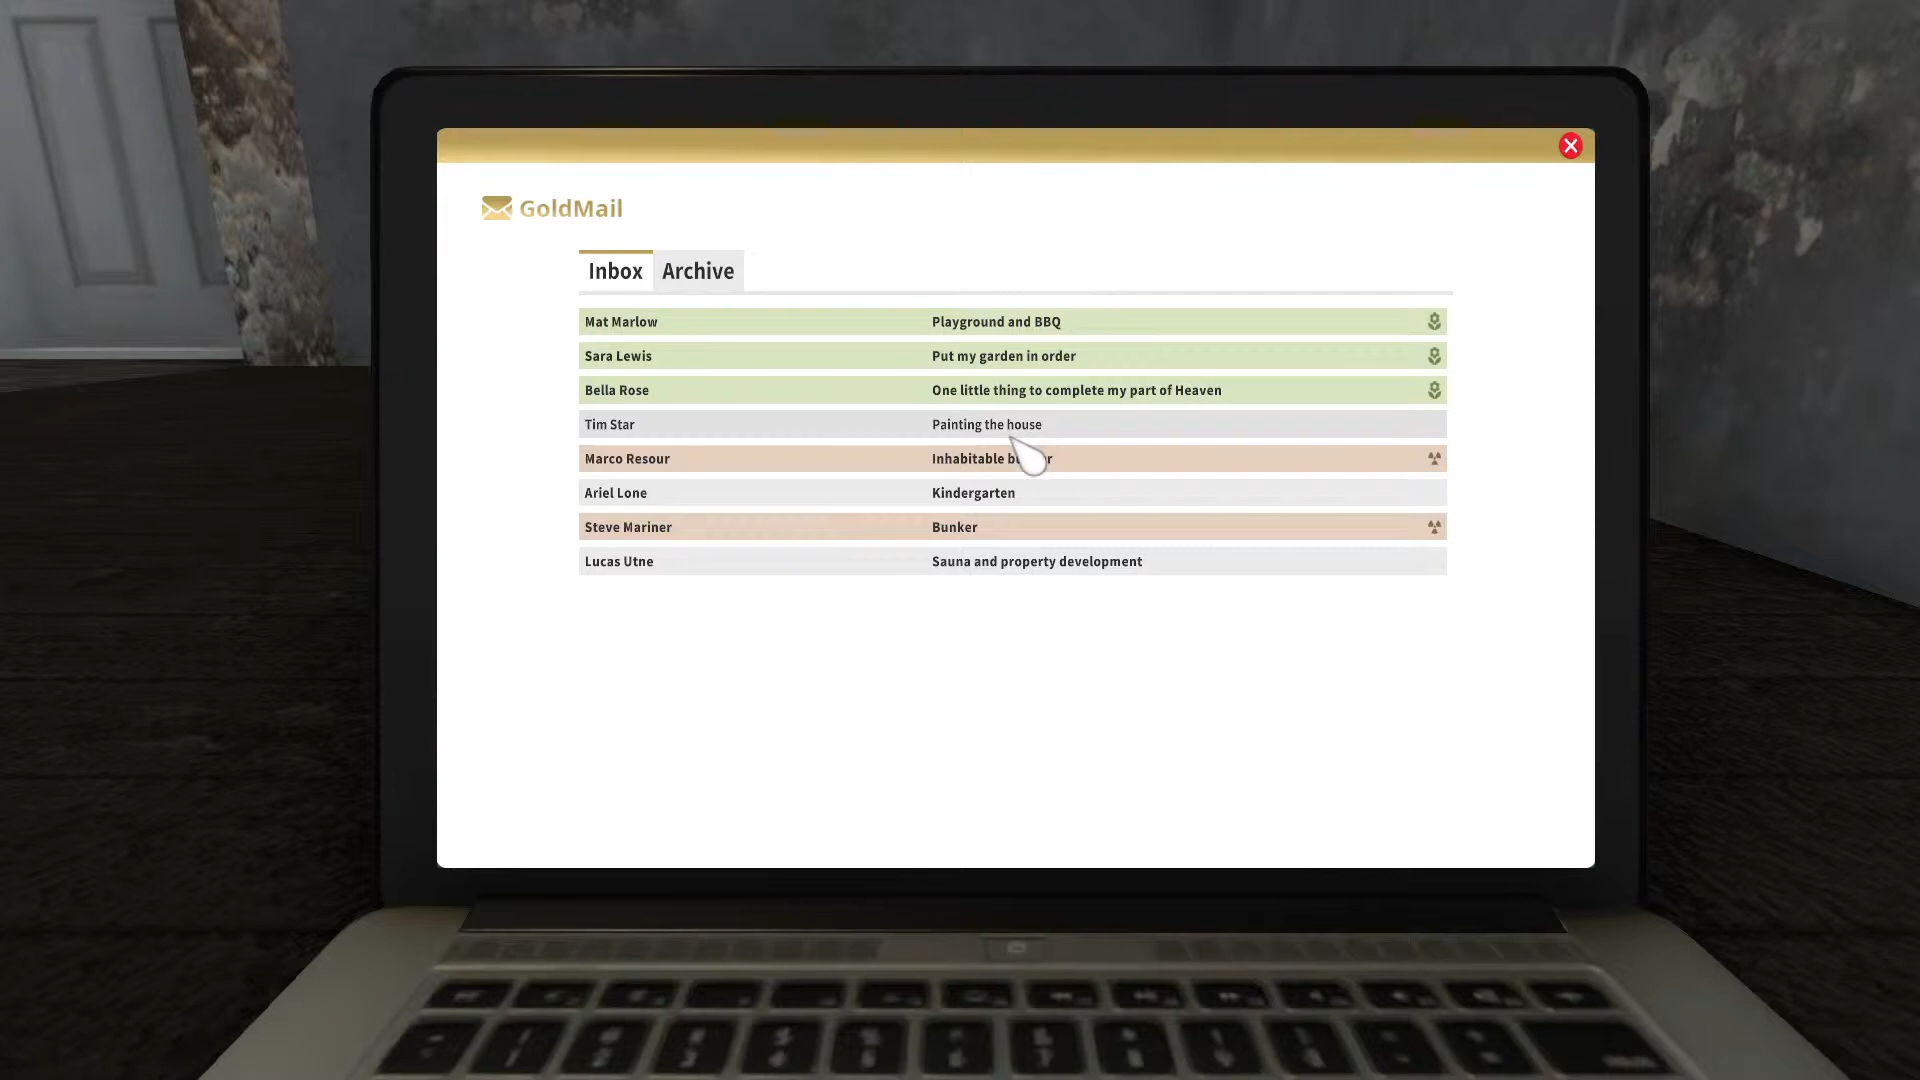 GoldMail
Inbox Archive
Mat Marlow Playground and BBQ
Sara Lewis Put my garden in order
Bella Rose One little thing to complete my part of Heaven
Tim Star Painting the house
Marco Resour Inhabitable
Ariel Lone Kindergarten
Steve Mariner Bunker
Lucas Utne Sauna and property development